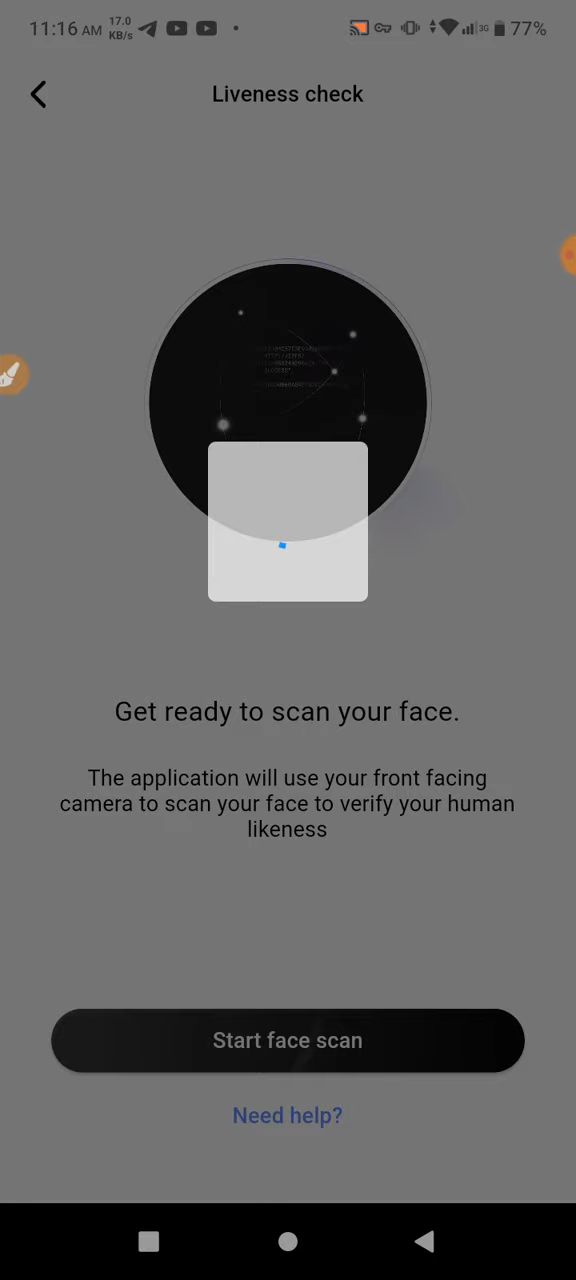 11:16 AM 17.0 KB/s 3G 77%
Liveness check
Get ready to scan your face.
The application will use your front facing
camera to scan your face to verify your human
likeness
Start face scan
Need help?